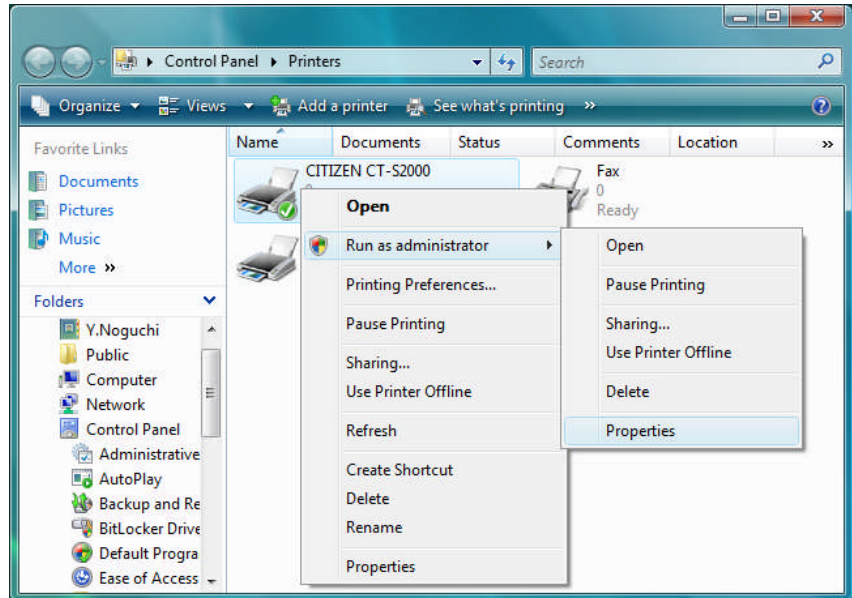 Control Panel Printers Search
Organize Views Add a printer See what's printing »
Favorite Links
Documents
Pictures
Music
More »
Folders
Y.Noguchi
Public
Computer
Network
Control Panel
Administrative
AutoPlay
Backup and Re
BitLocker Drive
Default Progra
Ease of Access
Name Documents Status Comments Location »
CITIZEN CT-S2000
Fax
0
Ready
Open
Run as administrator
Printing Preferences...
Pause Printing
Sharing...
Use Printer Offline
Refresh
Create Shortcut
Delete
Rename
Properties
Open
Pause Printing
Sharing...
Use Printer Offline
Delete
Properties